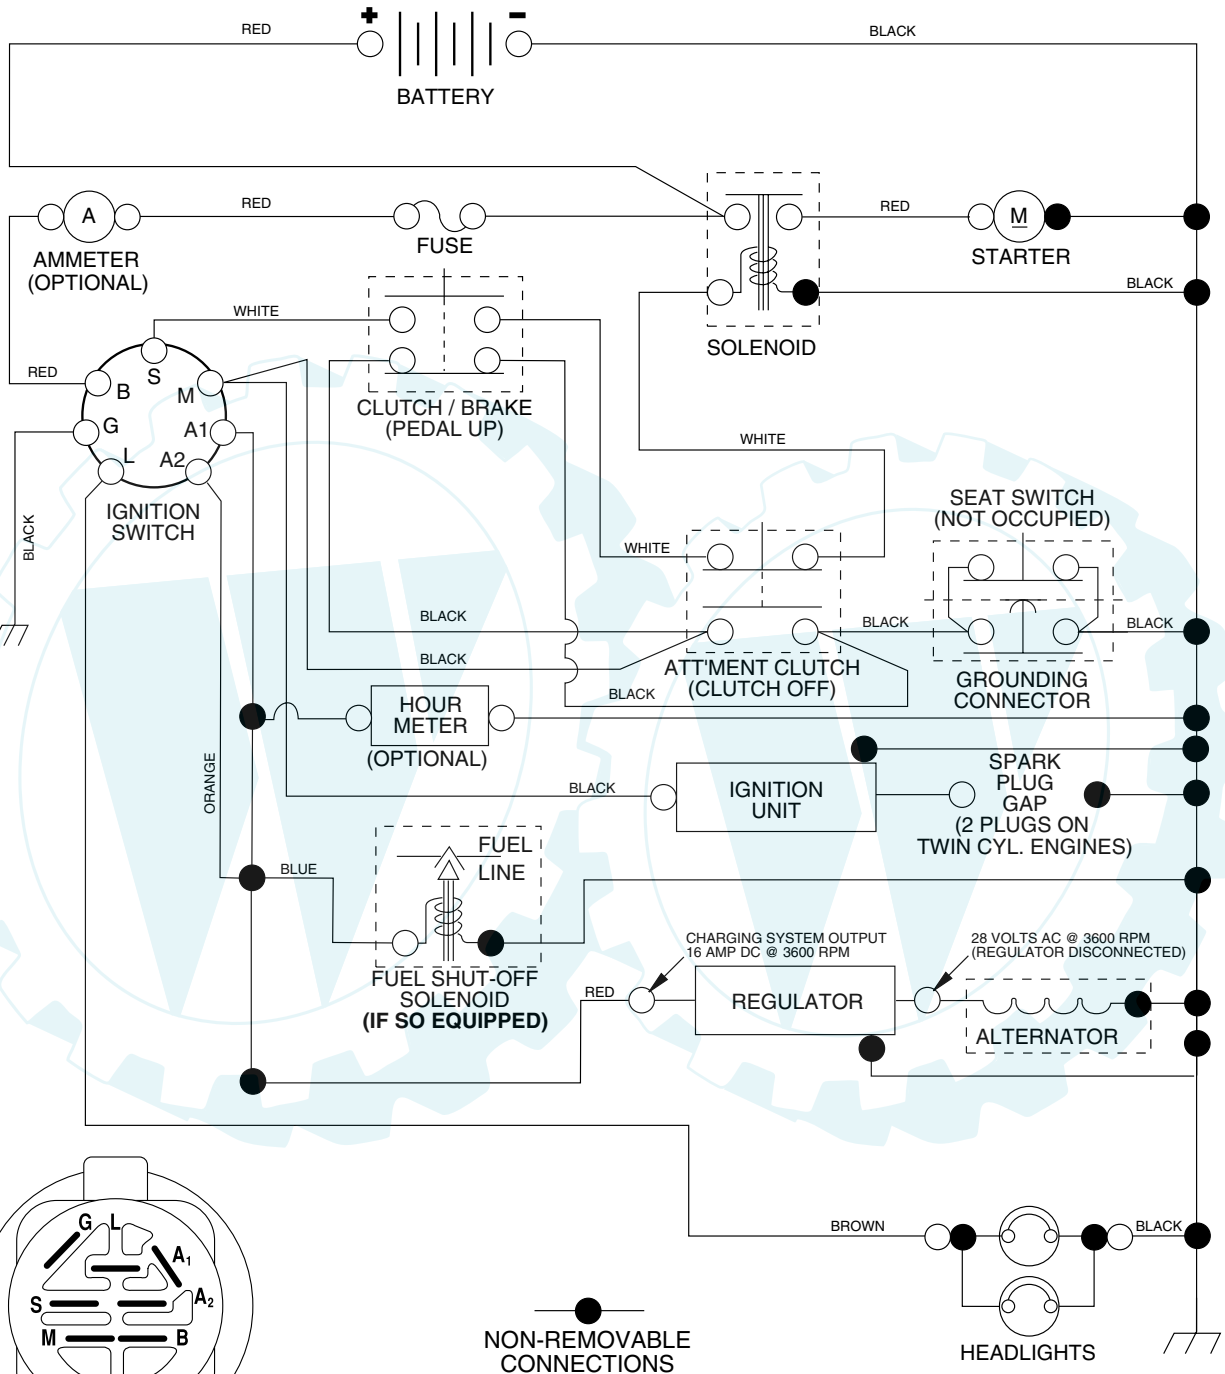 + -
RED
BLACK
BATTERY
A
RED
FUSE
RED
M
AMMETER
(OPTIONAL)
STARTER
BLACK
SOLENOID
WHITE
RED
S
B
M
G
A1
L
A2
IGNITION
SWITCH
CLUTCH / BRAKE
(PEDAL UP)
WHITE
BLACK
WHITE
SEAT SWITCH
(NOT OCCUPIED)
BLACK
BLACK
BLACK
BLACK
ATT'MENT CLUTCH
(CLUTCH OFF)
BLACK
GROUNDING
CONNECTOR
HOUR
METER
(OPTIONAL)
ORANGE
BLACK
IGNITION
UNIT
SPARK
PLUG
GAP
(2 PLUGS ON
TWIN CYL. ENGINES)
BLUE
FUEL
LINE
FUEL SHUT-OFF
SOLENOID
(IF SO EQUIPPED)
CHARGING SYSTEM OUTPUT
16 AMP DC @ 3600 RPM
28 VOLTS AC @ 3600 RPM
(REGULATOR DISCONNECTED)
RED
REGULATOR
ALTERNATOR
BROWN
BLACK
HEADLIGHTS
G L
A1
S
A2
M
B
NON-REMOVABLE
CONNECTIONS